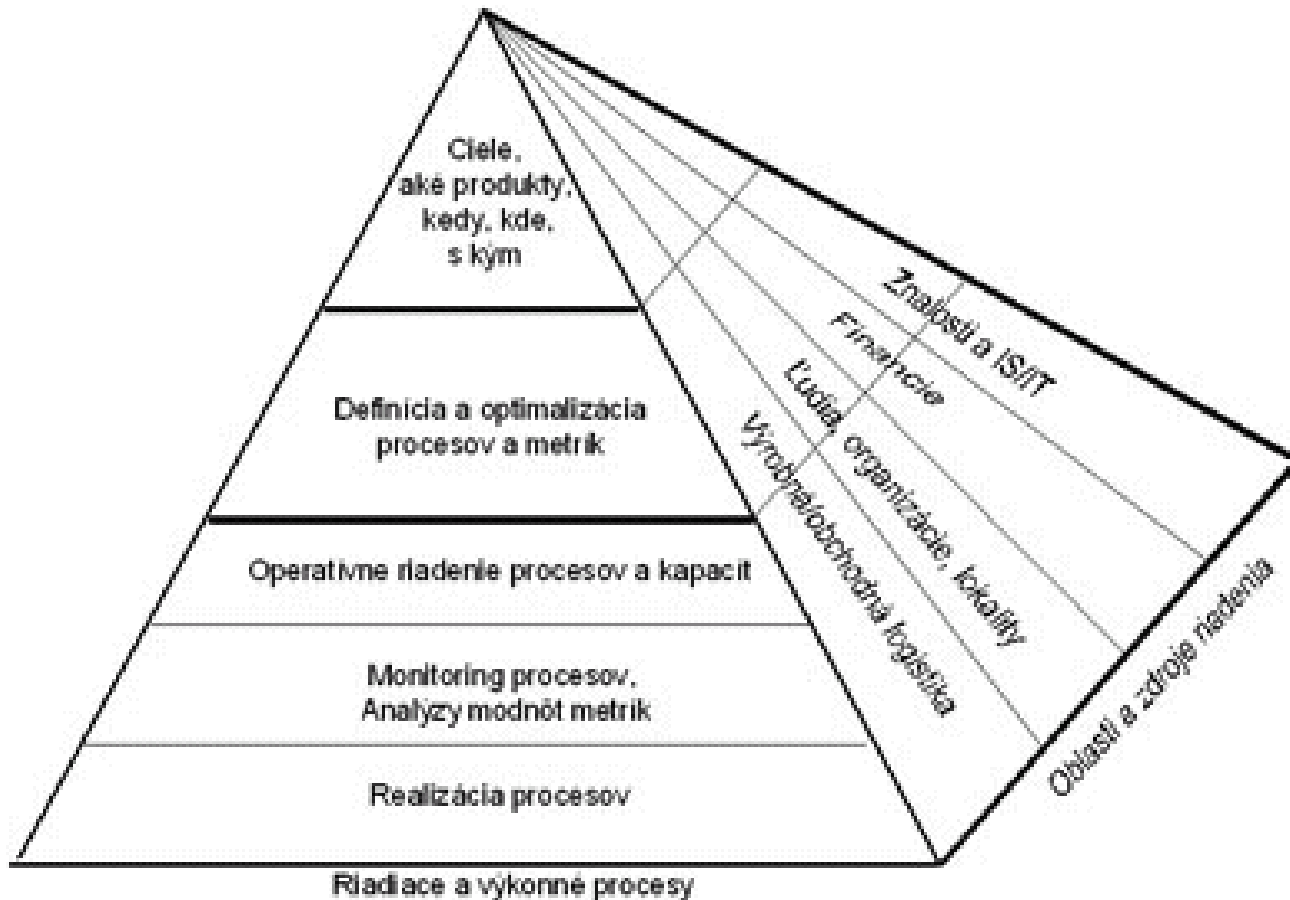 Ciele,
aké produkty,
kedy, kde,
s kým
Definícia a optimalizácia
procesov a metrík
Operatívne riadenie procesov a kapacít
Monitoring procesov,
Analýzy modnôt metrík
Realizácia procesov
Riadiace a výkonné procesy
Znalosti a IS/IT
Financie
Ľudia, organizácie, lokality
Výrobná/obchodná logistika
Oblasti a zdroje riadenia